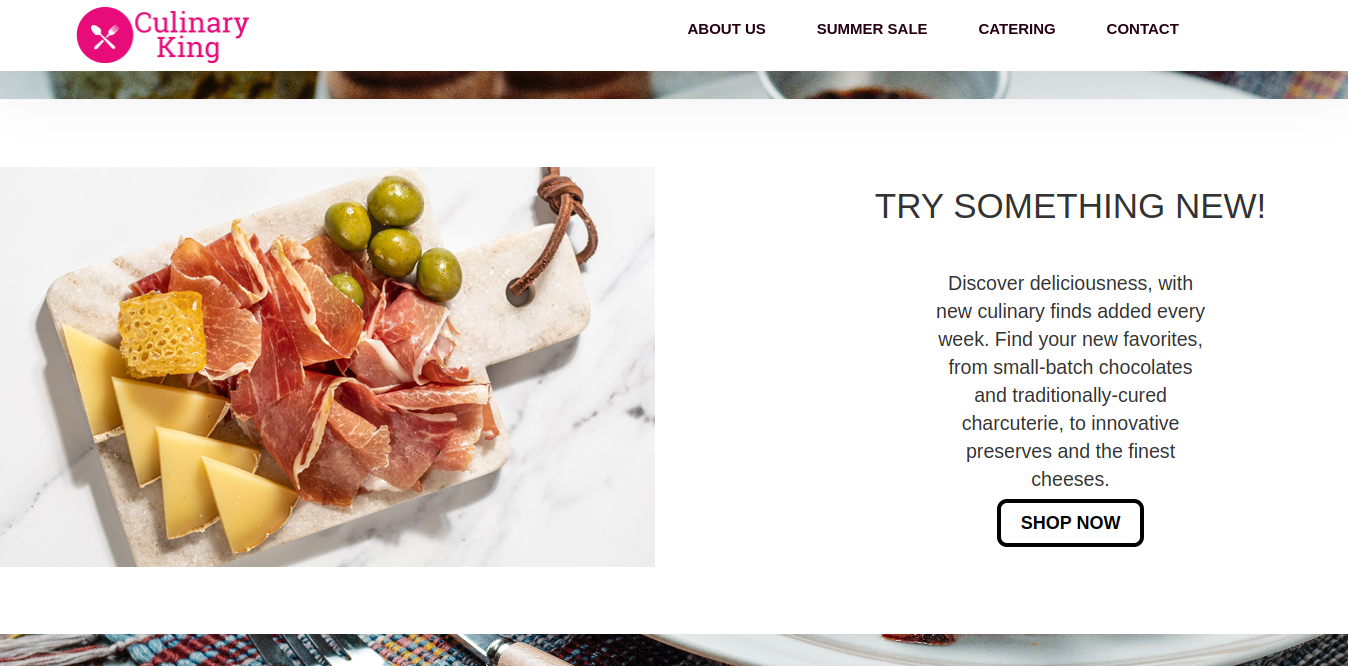 Culinary
King
ABOUT US SUMMER SALE CATERING CONTACT
TRY SOMETHING NEW!
Discover deliciousness, with
new culinary finds added every
week. Find your new favorites,
from small-batch chocolates
and traditionally-cured
charcuterie, to innovative
preserves and the finest
cheeses.
SHOP NOW